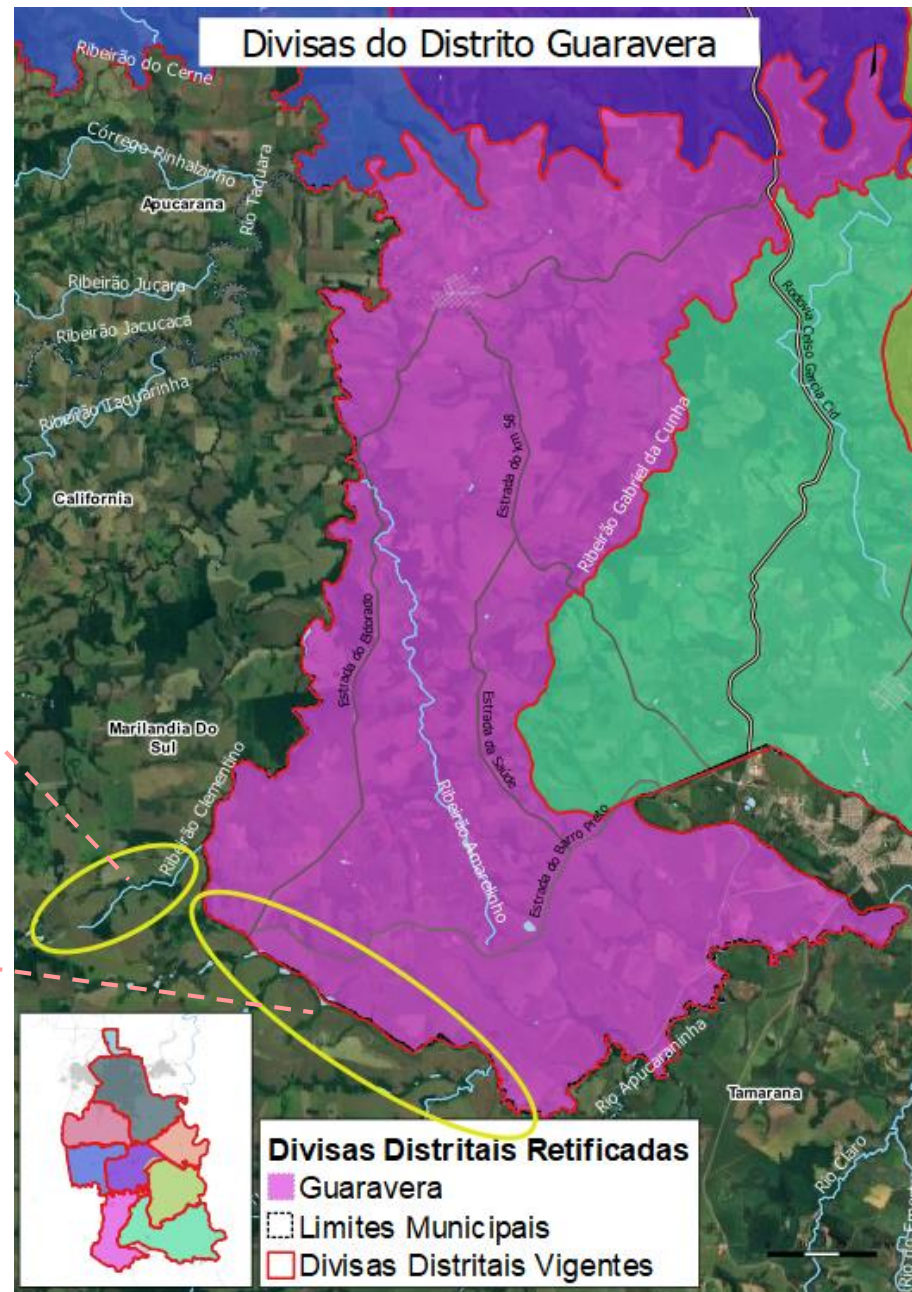 Divisas do Distrito Guaravera
Ribeirão do Cerne
Córrego Pinhalzinho
Rio Taquara
Apucarana
Ribeirão Juçara
Ribeirão Jacucaca
Ribeirão Taquarinha
Rodovia Celso Garcia Cid
Estrada do Km 58
Ribeirão Gabriel da Cunha
California
Estrada do Eldorado
Marilandia Do
Sul
Estrada da Saúde
Ribeirão Clementino
Ribeirão Amarelinho
Estrada do Barro Preto
Rio Apucaraninha
Tamarana
Rio Claro
Divisas Distritais Retificadas
Guaravera
Limites Municipais
Divisas Distritais Vigentes